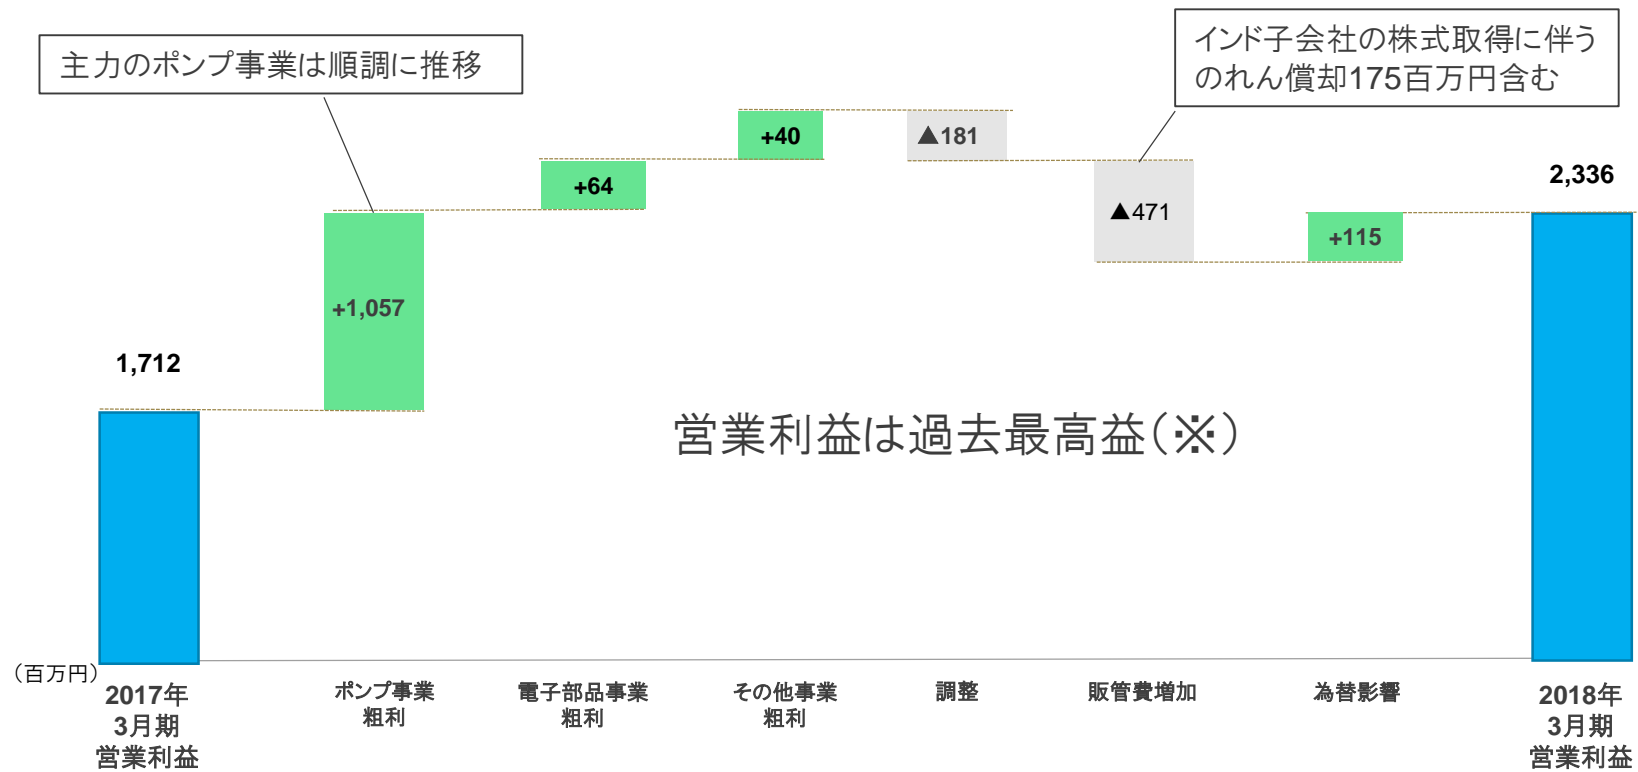 主力のポンプ事業は順調に推移
インド子会社の株式取得に伴う
のれん償却175百万円含む
1,712
+1,057
+64
+40
▲181
▲471
+115
2,336
営業利益は過去最高益（※）
（百万円）
2017年
3月期
営業利益
ポンプ事業
粗利
電子部品事業
粗利
その他事業
粗利
調整
販管費増加
為替影響
2018年
3月期
営業利益